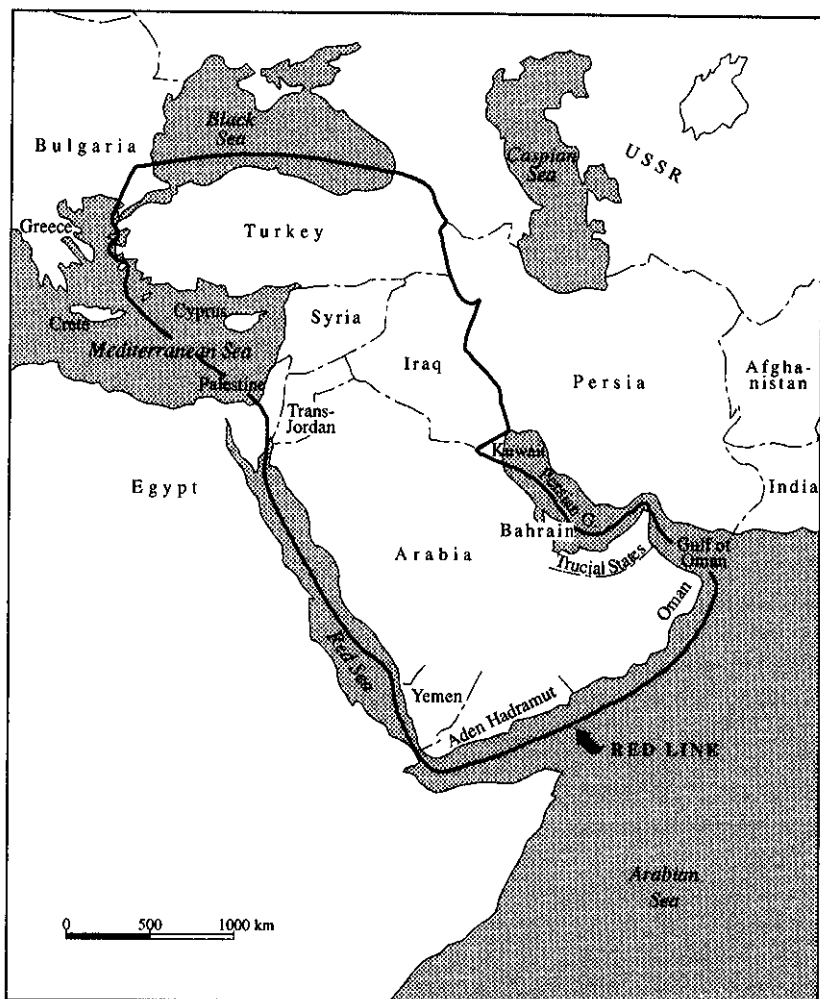 Black
Sea
Bulgaria
Caspian
Sea
USSR
Greece
Turkey
Crete
Cyprus
Syria
Mediterranean Sea
Iraq
Persia
Afgha-
nistan
Palestine
Trans-
Jordan
Kuwait
Egypt
Persian G.
India
Bahrain
Arabia
Trucial States
Gulf of
Oman
Oman
Red Sea
Yemen
Aden Hadramut
RED LINE
Arabian
Sea
0 500 1000 km